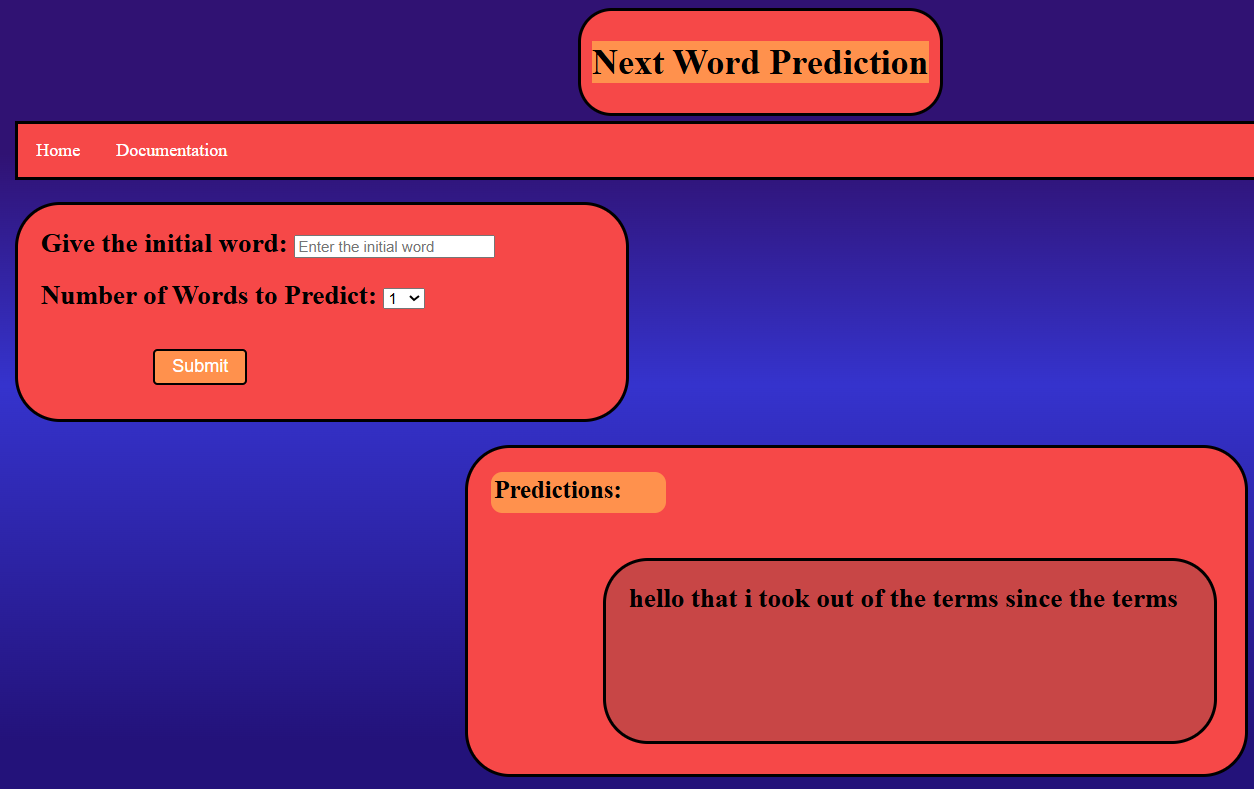 Next Word Prediction
Home Documentation
Give the initial word: Enter the initial word
Number of Words to Predict: 1
Submit
Predictions:
hello that i took out of the terms since the terms